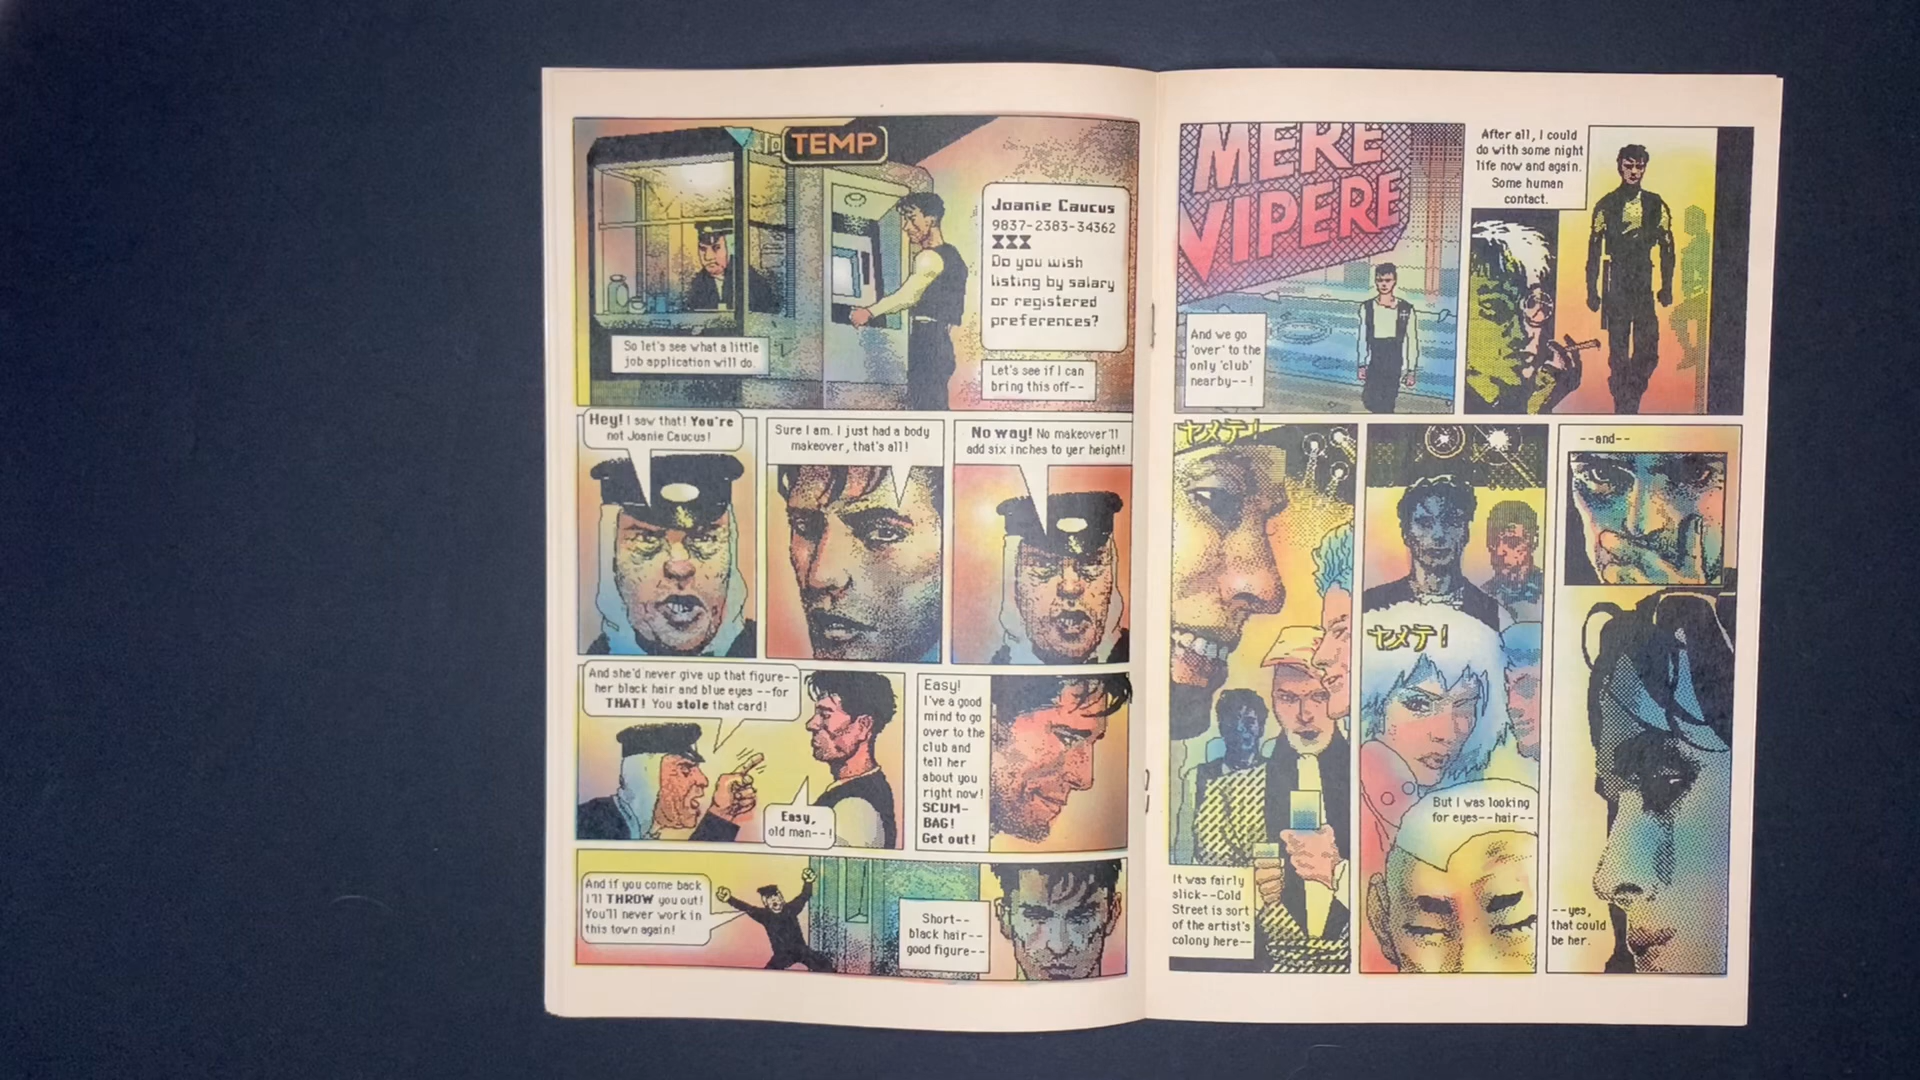 TEMP
So let's see what a little
job application will do.
Joanie Caucus
9837-2383-34362
XXX
Do you wish
listing by salary
or registered
preferences?
Let's see if I can
bring this off--
Hey! I saw that! You're
not Joanie Caucus!
Sure I am. I just had a body
makeover, that's all!
No way! No makeover'll
add six inches to yer height!
And she'd never give up that figure--
her black hair and blue eyes --for
THAT! You stole that card!
Easy,
old man--!
Easy!
I've a good
mind to go
over to the
club and
tell her
about you
right now!
SCUM-
BAG!
Get out!
And if you come back
I'll THROW you out!
You'll never work in
this town again!
Short--
black hair--
good figure--
MERE
VIPERE
And we go
'over' to the
only 'club'
nearby--!
After all, I could
do with some night
life now and again.
Some human
contact.
ヤメテ!
It was fairly
slick--Cold
Street is sort
of the artist's
colony here--
ヤメテ!
But I was looking
for eyes--hair--
--and--
--yes,
that could
be her.